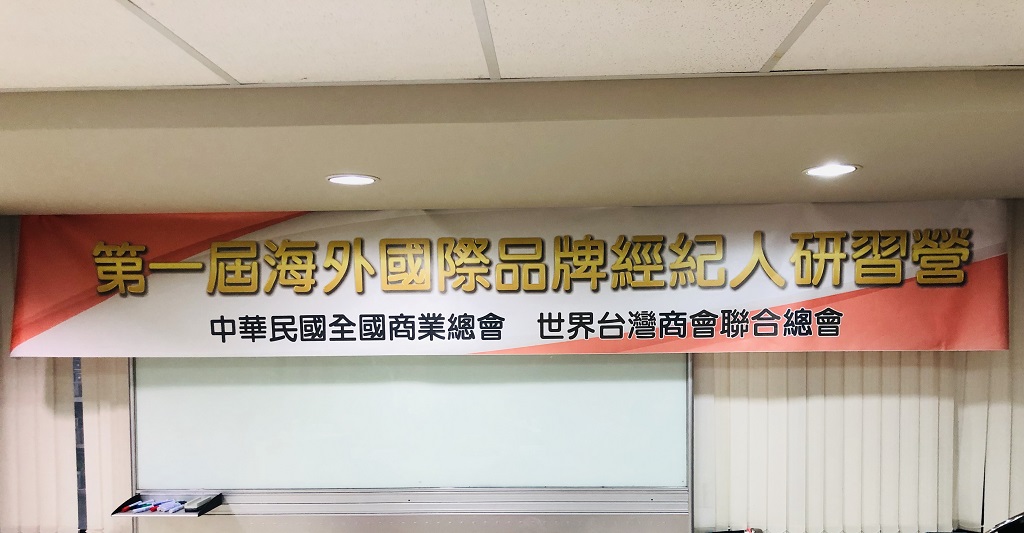 第一屆海外國際品牌經紀人研習營
中華民國全國商業總會 世界台灣商會聯合總會